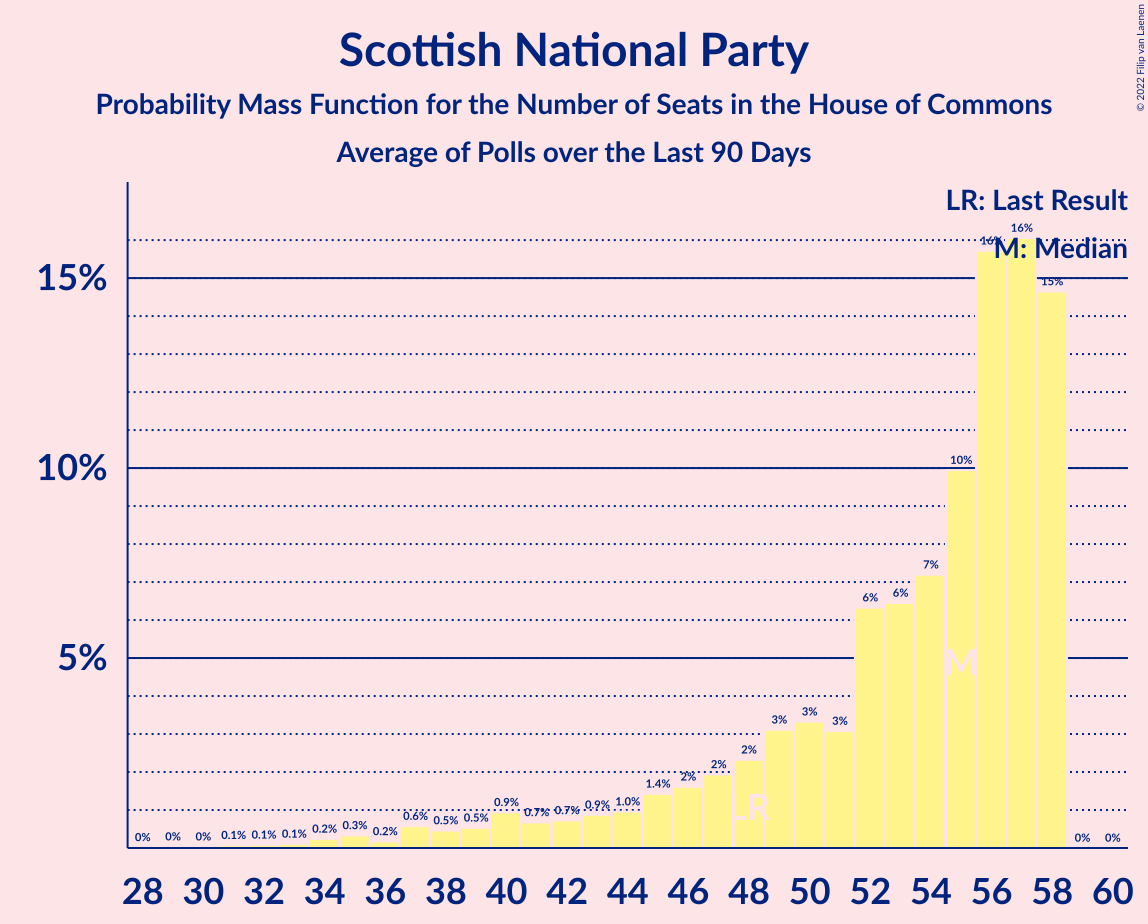 Scottish National Party
Probability Mass Function for the Number of Seats in the House of Commons
Average of Polls over the Last 90 Days
© 2022 Filip van Laenen
LR: Last Result
M: Median
15%
10%
5%
0% 0% 0% 0.1% 0.1% 0.1% 0.2% 0.3% 0.2% 0.6% 0.5% 0.5% 0.9% 0.7% 0.7% 0.9% 1.0% 1.4% 2% 2% 2% 3% 3% 3% 6% 6% 7% 10% 16% 16% 15% 0% 0%
M
LR
28 30 32 34 36 38 40 42 44 46 48 50 52 54 56 58 60